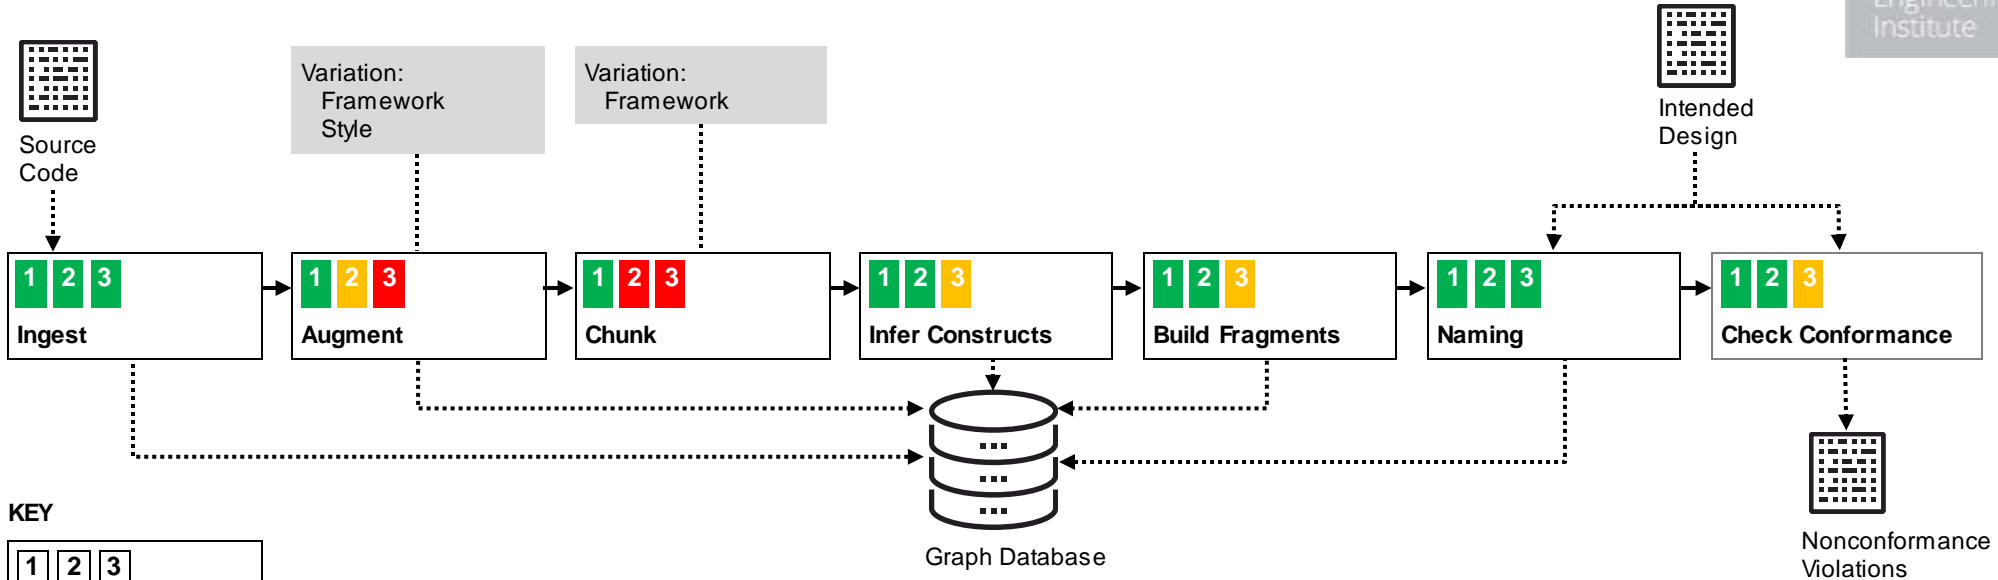 Institute
Source
Code
Variation:
Framework
Style
Variation:
Framework
Intended
Design
1 2 3
Ingest
1 2 3
Augment
1 2 3
Chunk
1 2 3
Infer Constructs
1 2 3
Build Fragments
1 2 3
Naming
1 2 3
Check Conformance
Graph Database
Nonconformance
Violations
KEY
1 2 3